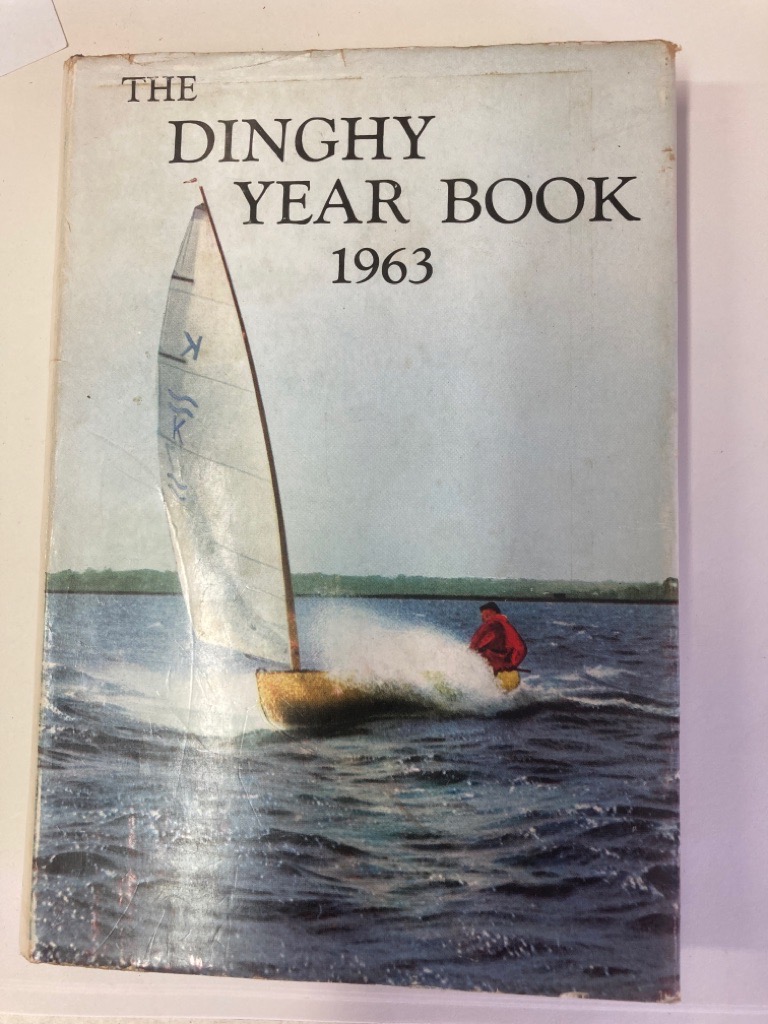 THE
DINGHY
YEAR BOOK
1963
K
K